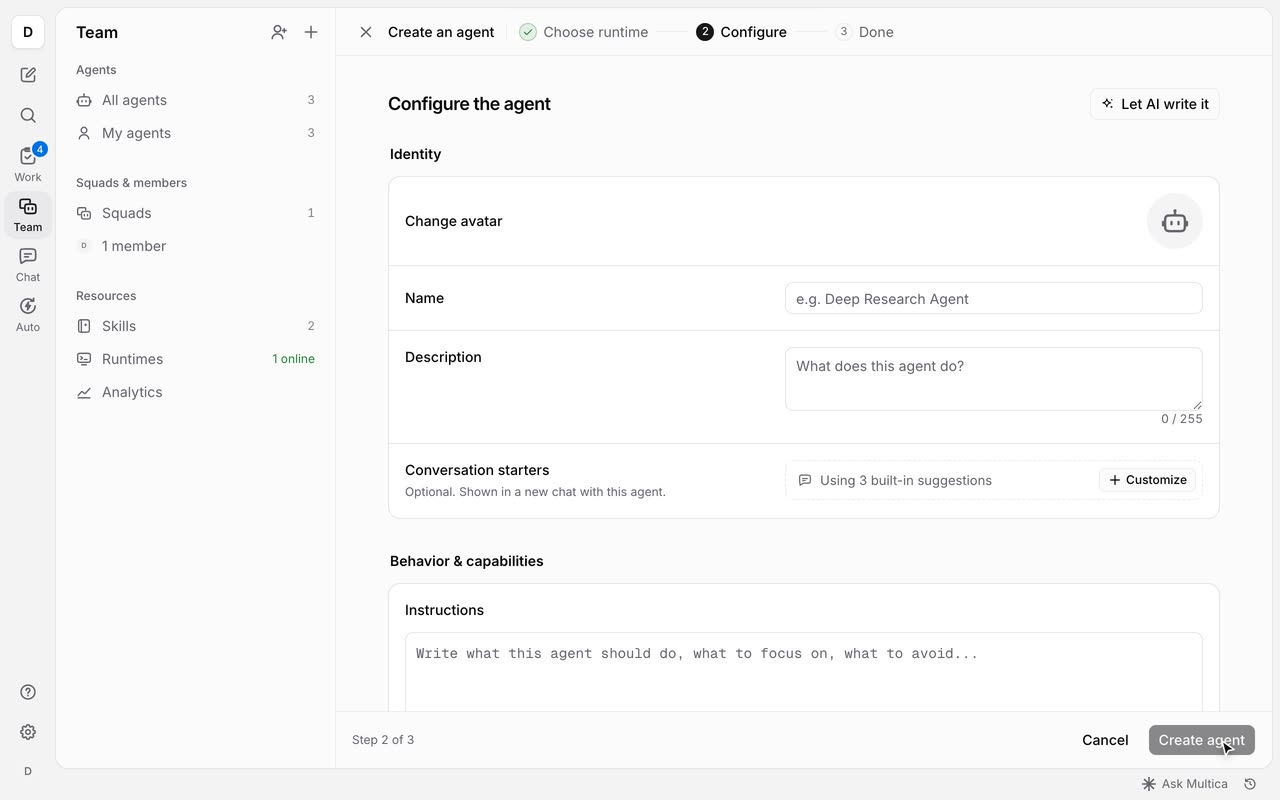 D
Work
4
Team
Chat
Auto
D
Team
Agents
All agents 3
My agents 3
Squads & members
Squads 1
D 1 member
Resources
Skills 2
Runtimes 1 online
Analytics
Create an agent Choose runtime 2 Configure 3 Done
Configure the agent Let AI write it
Identity
Change avatar
Name e.g. Deep Research Agent
Description What does this agent do?
0 / 255
Conversation starters
Optional. Shown in a new chat with this agent.
Using 3 built-in suggestions Customize
Behavior & capabilities
Instructions
Write what this agent should do, what to focus on, what to avoid...
Step 2 of 3 Cancel Create agent
Ask Multica